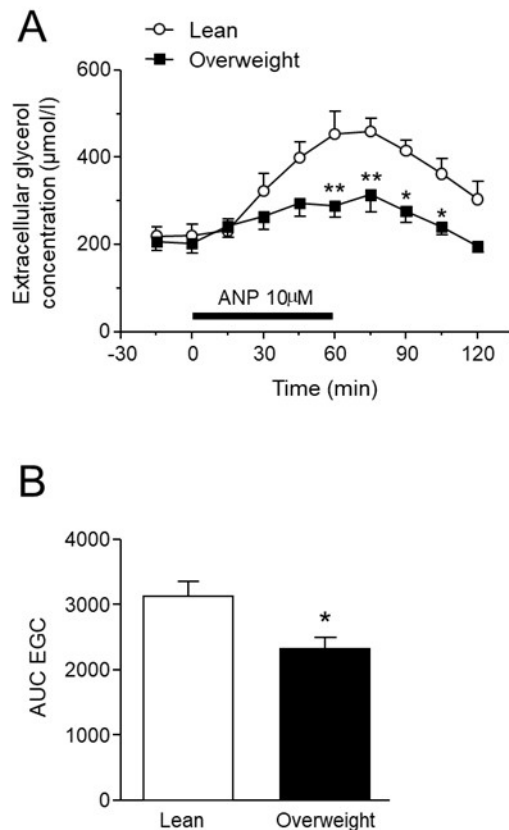 A
Lean
Overweight
Extracellular glycerol
concentration (µmol/l)
600
400
200
0
** ** * *
ANP 10µM
-30 0 30 60 90 120
Time (min)
B
AUC EGC
4000
3000
2000
1000
0
*
Lean Overweight